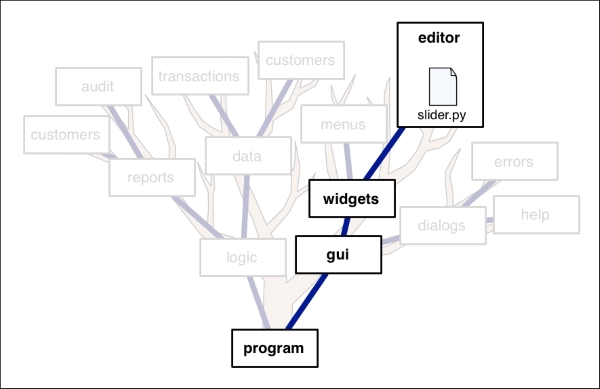 editor
slider.py
customers
transactions
audit
menus
customers
data
errors
reports
widgets
help
dialogs
logic
gui
program